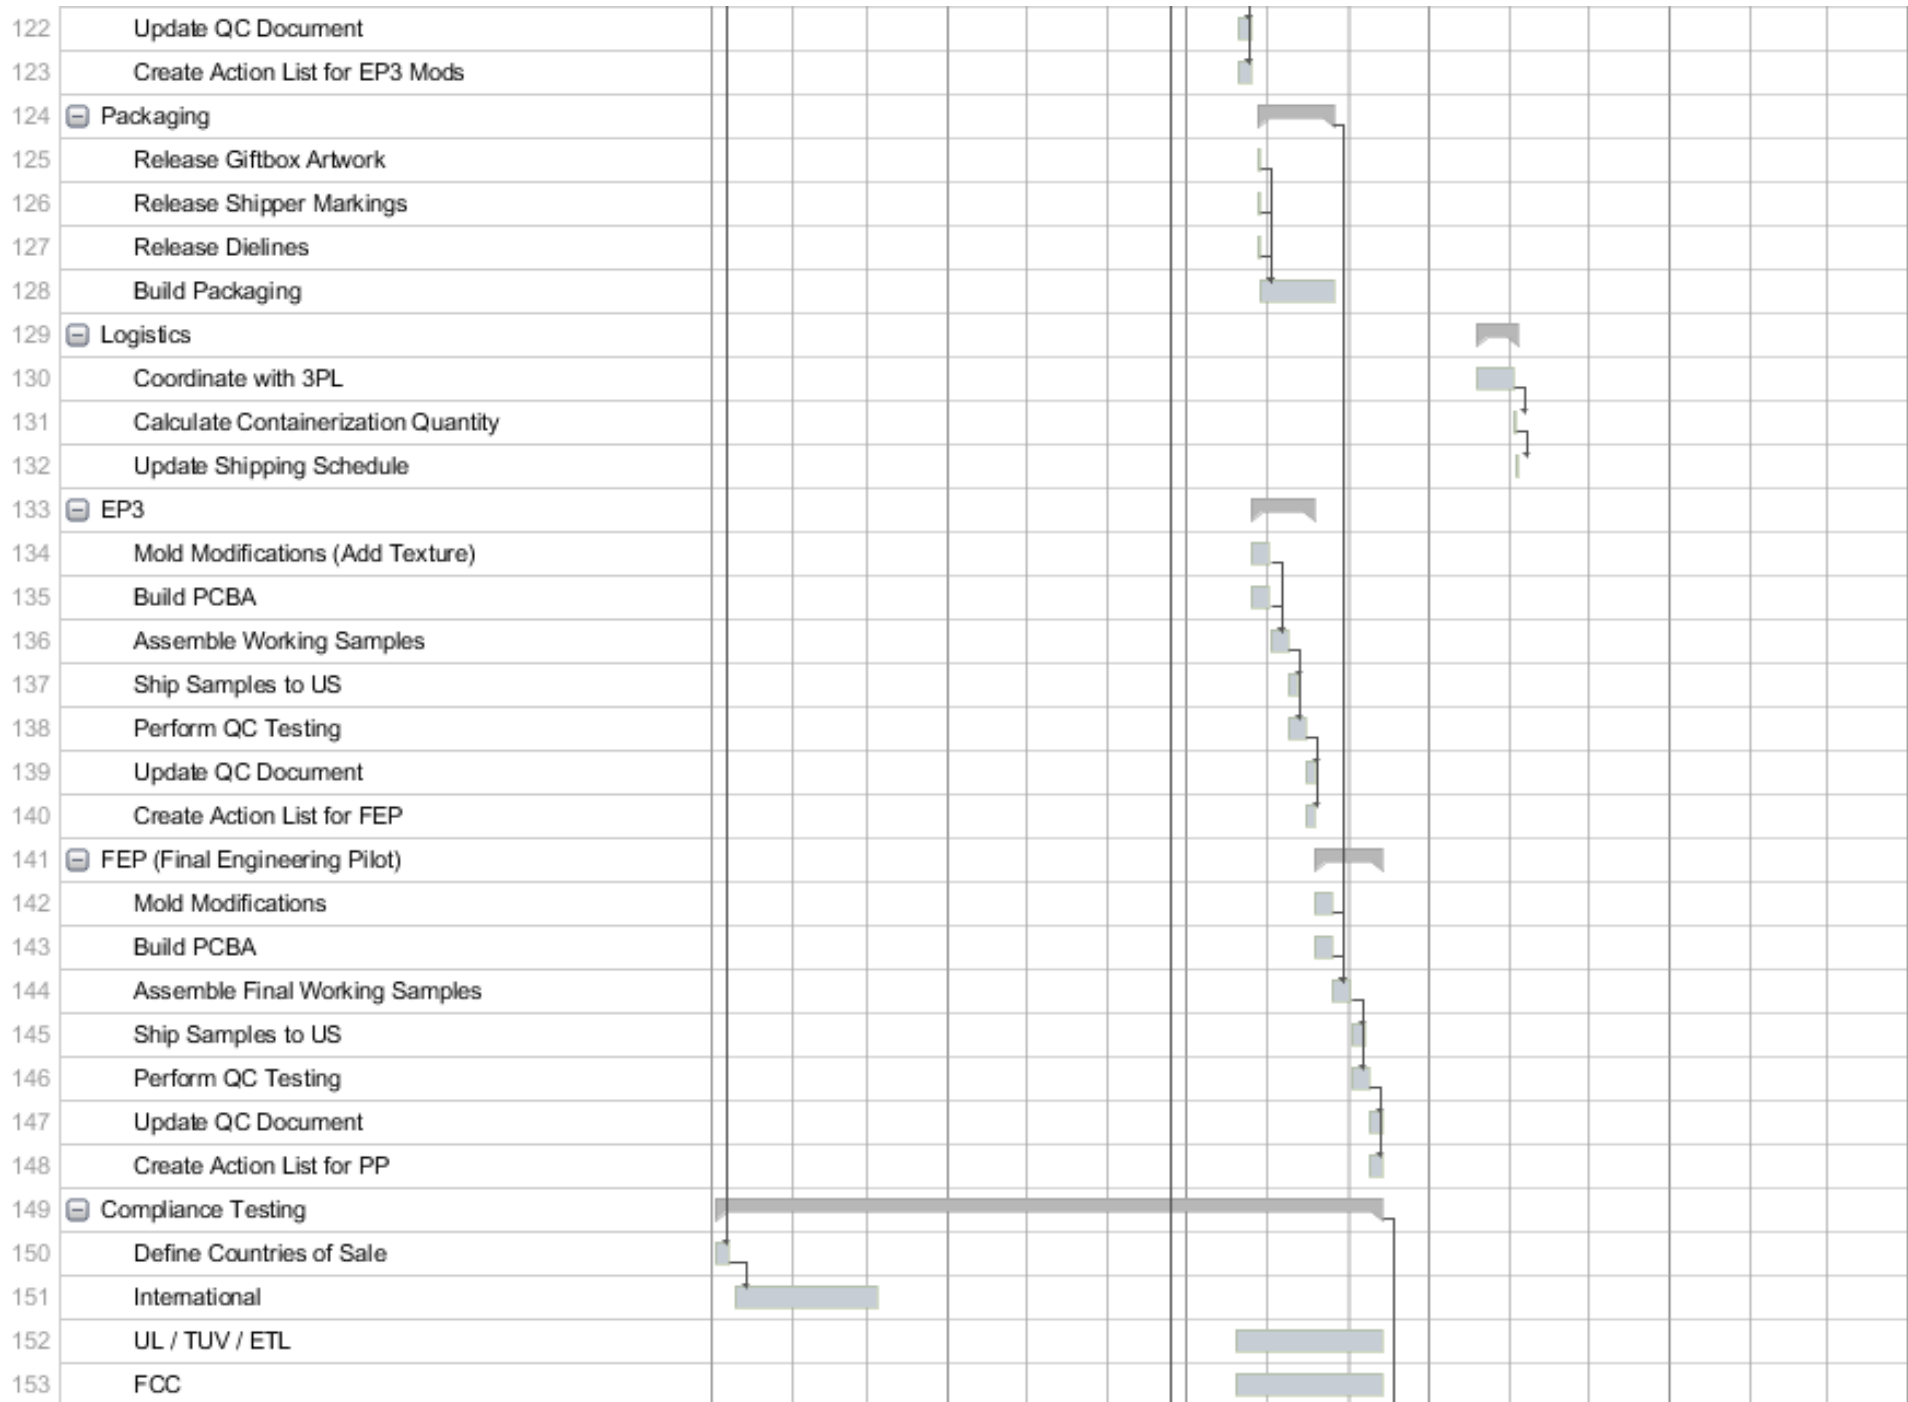 122 Update QC Document
123 Create Action List for EP3 Mods
124 Packaging
125 Release Giftbox Artwork
126 Release Shipper Markings
127 Release Dielines
128 Build Packaging
129 Logistics
130 Coordinate with 3PL
131 Calculate Containerization Quantity
132 Update Shipping Schedule
133 EP3
134 Mold Modifications (Add Texture)
135 Build PCBA
136 Assemble Working Samples
137 Ship Samples to US
138 Perform QC Testing
139 Update QC Document
140 Create Action List for FEP
141 FEP (Final Engineering Pilot)
142 Mold Modifications
143 Build PCBA
144 Assemble Final Working Samples
145 Ship Samples to US
146 Perform QC Testing
147 Update QC Document
148 Create Action List for PP
149 Compliance Testing
150 Define Countries of Sale
151 International
152 UL / TUV / ETL
153 FCC